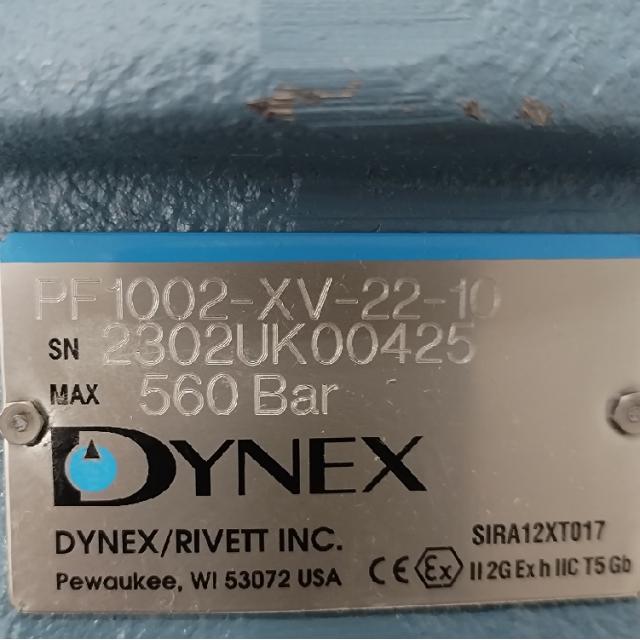 PF1002-XV-22-10
SN 2302UK00425
MAX 560 Bar
DYNEX
DYNEX/RIVETT INC.
Pewaukee, WI 53072 USA
SIRA12XT017
CE Ex II 2G Ex h IIC T5 Gb